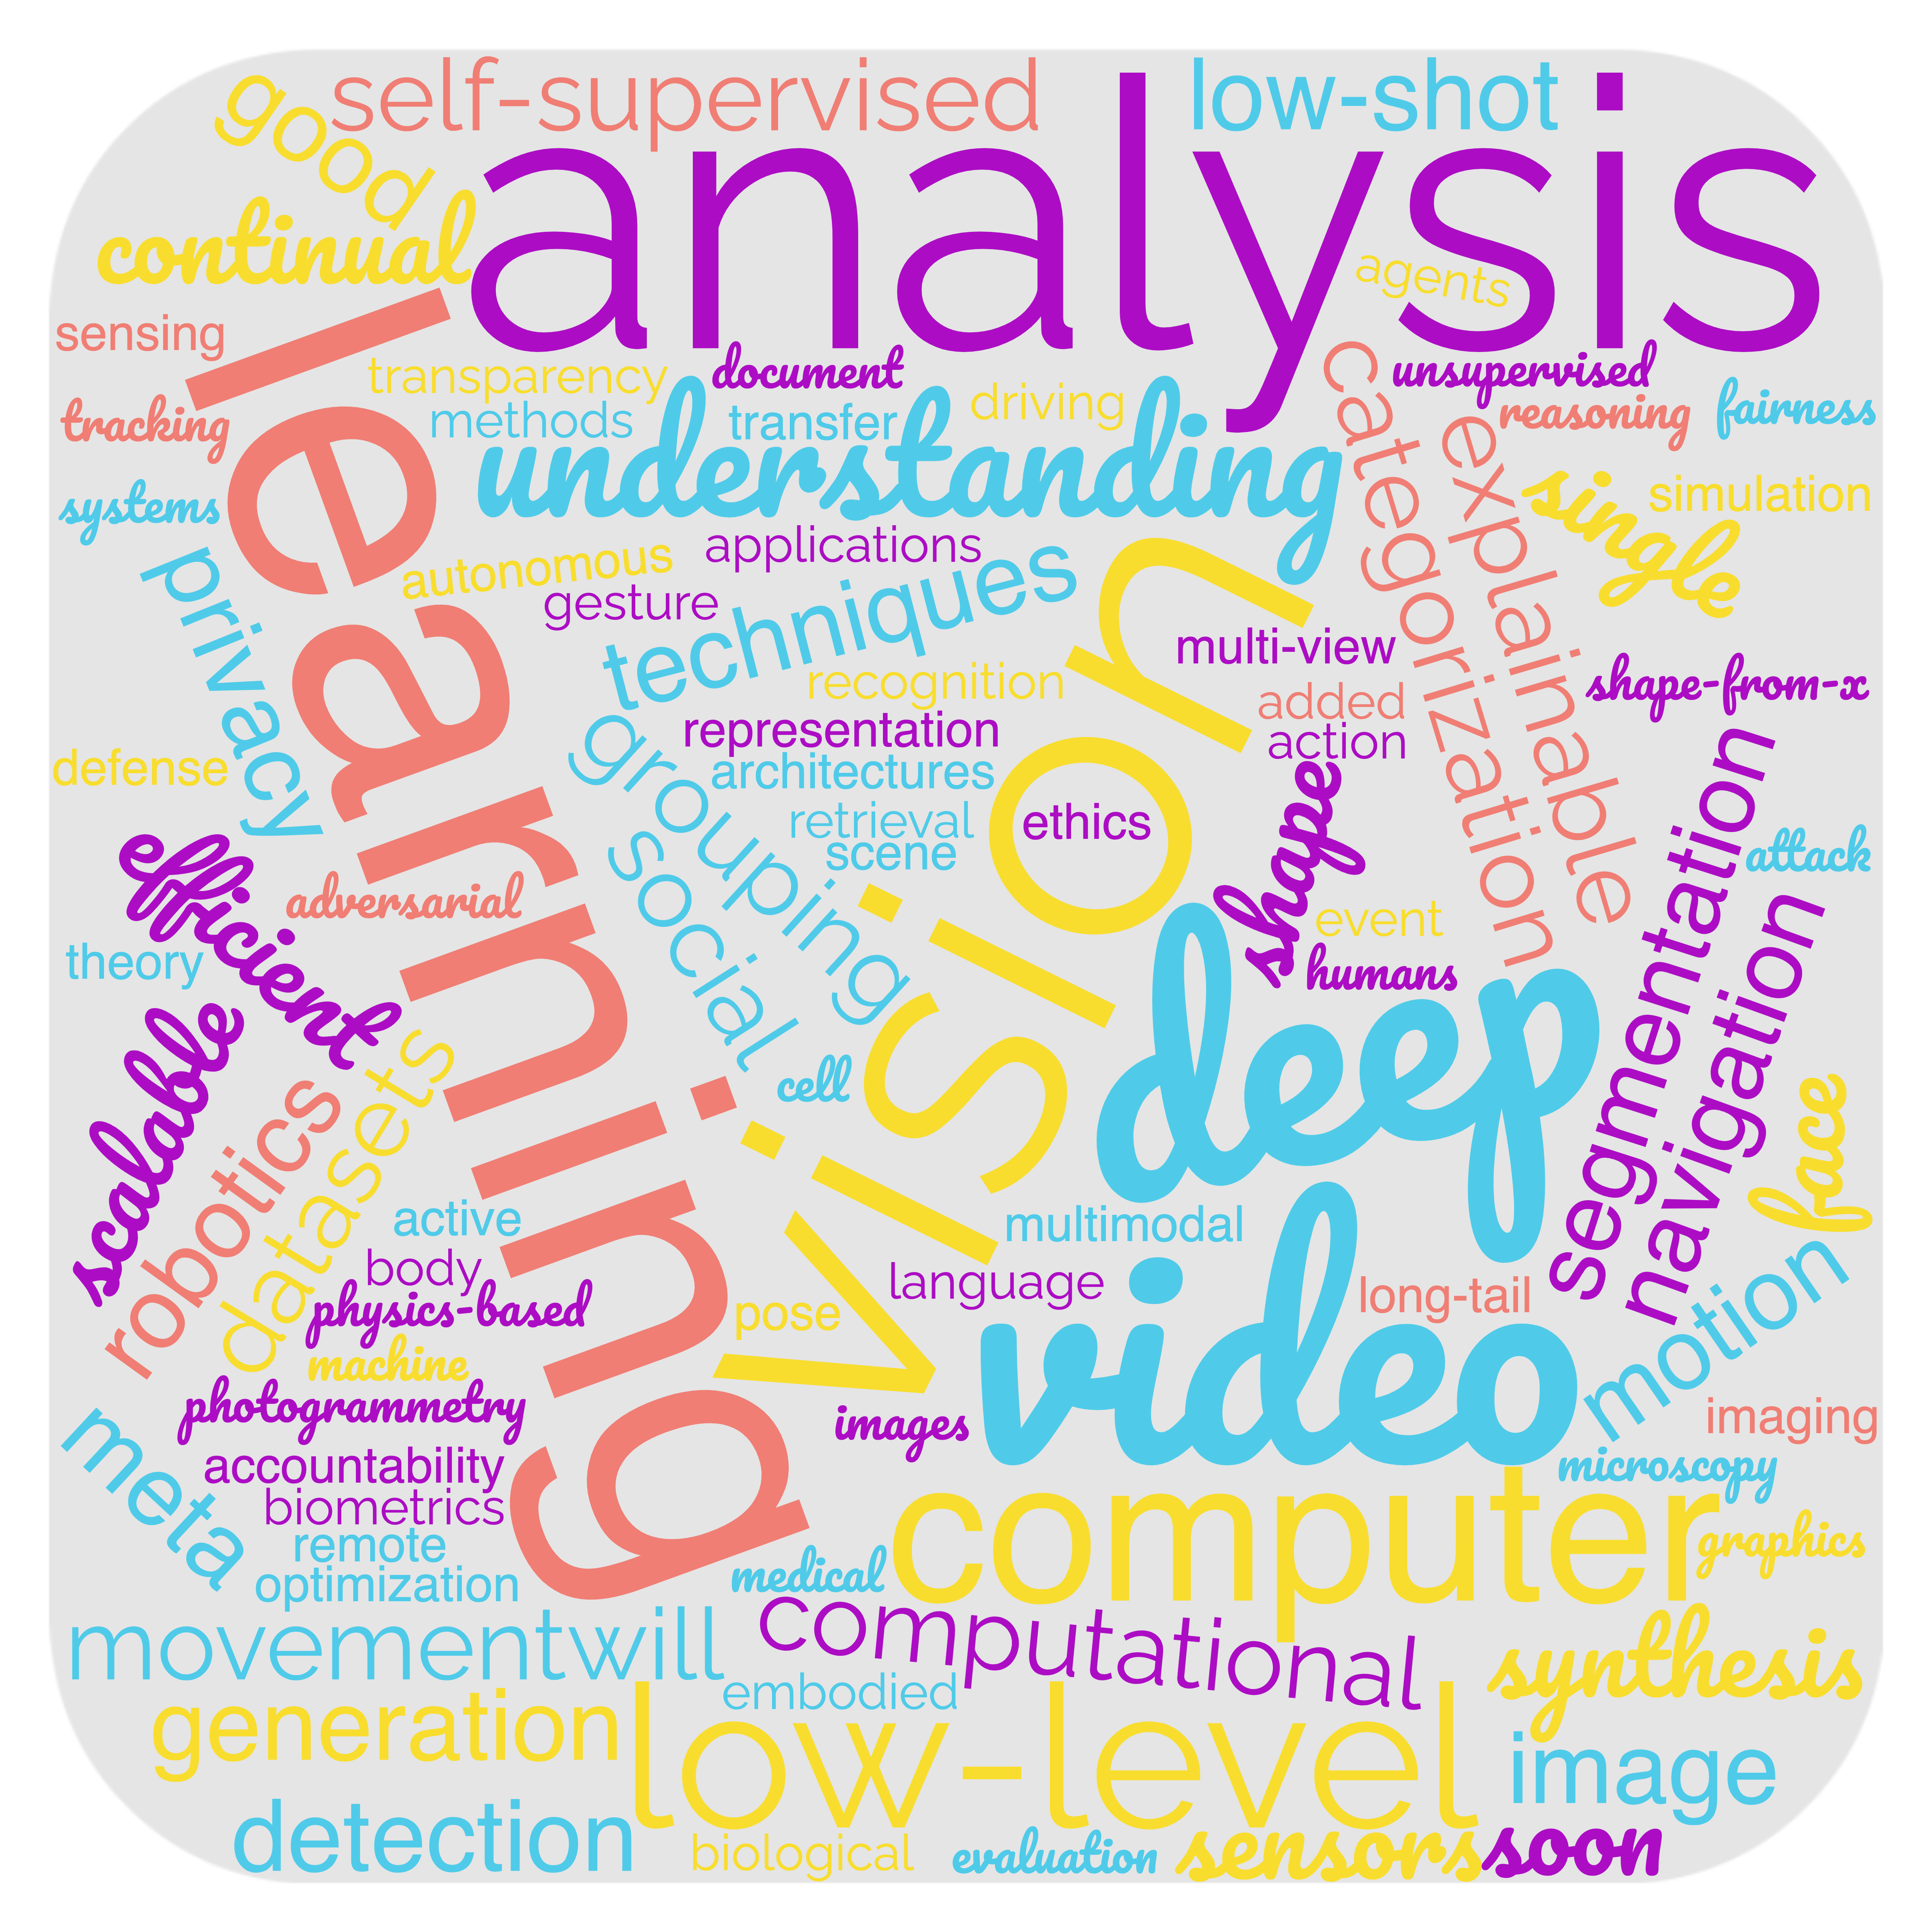 self-supervised
low-shot
good
analysis
continual
agents
sensing
learning
transparency
document
unsupervised
categorization
explainable
driving
reasoning
fairness
tracking
methods
transfer
understanding
single
simulation
systems
privacy
autonomous
applications
gesture
techniques
vision
multi-view
recognition
shape-from-x
added
representation
action
grouping
architectures
defense
segmentation
retrieval
ethics
shape
scene
social
attack
efficient
adversarial
event
navigation
theory
humans
deep
scalable
cell
robotics
datasets
face
active
multimodal
body
language
physics-based
pose
long-tail
motion
video
machine
photogrammetry
images
imaging
meta
accountability
microscopy
biometrics
computer
remote
graphics
optimization
medical
movement
will
computational
synthesis
embodied
generation
low-level
image
detection
biological
evaluation
sensors
soon